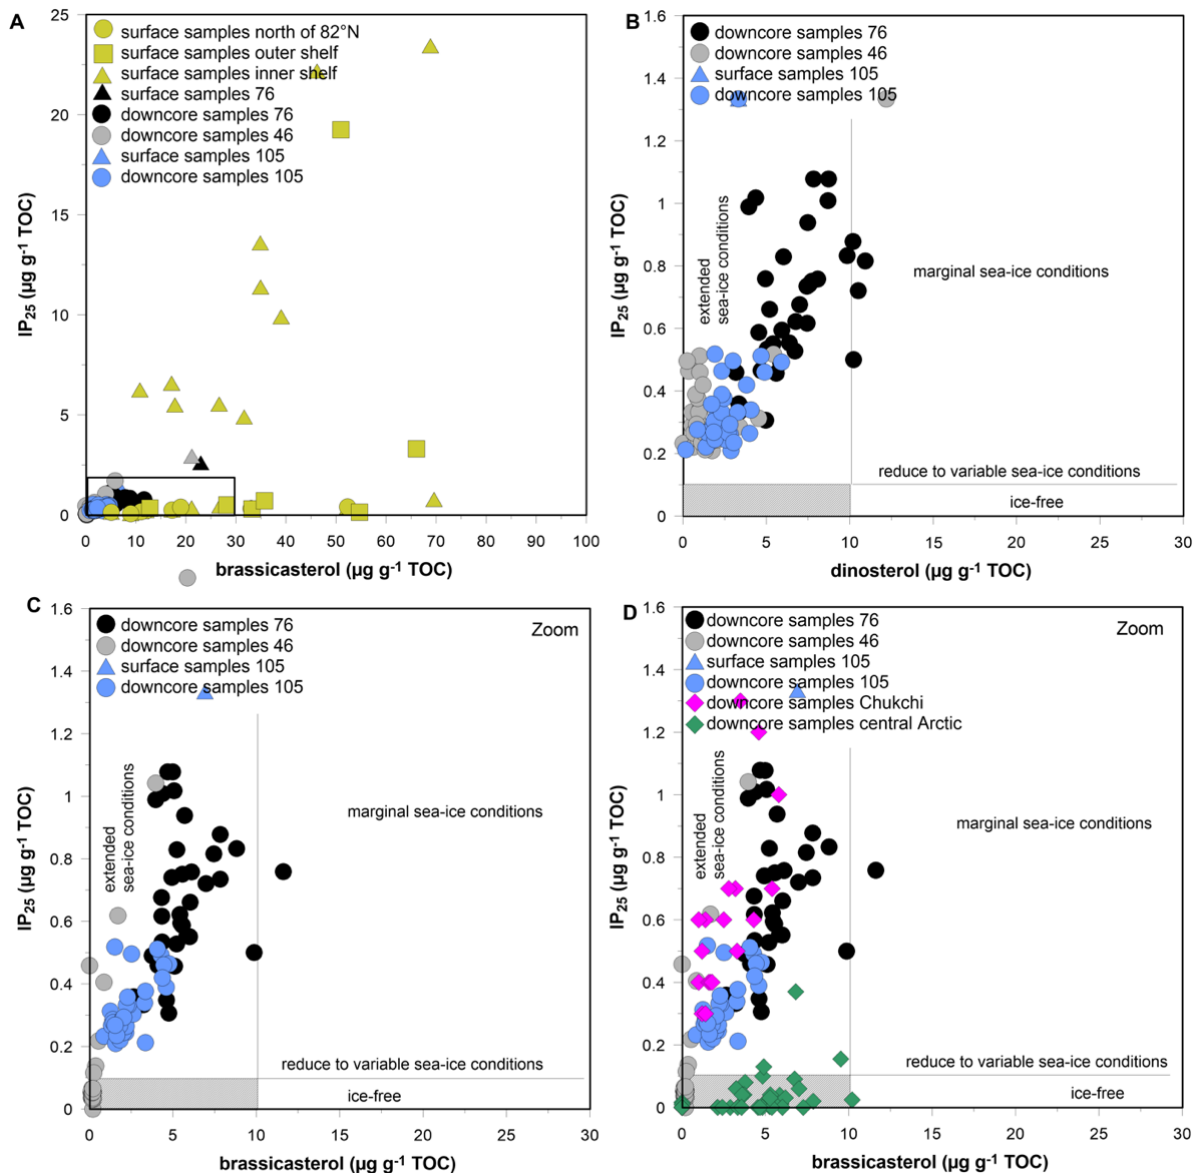 A
surface samples north of 82°N
surface samples outer shelf
surface samples inner shelf
surface samples 76
downcore samples 76
downcore samples 46
surface samples 105
downcore samples 105
IP25 (µg g-1 TOC)
25
20
15
10
5
0
0 10 20 30 40 50 60 70 80 90 100
brassicasterol (µg g-1 TOC)
B
downcore samples 76
downcore samples 46
surface samples 105
downcore samples 105
IP25 (µg g-1 TOC)
1.6
1.4
1.2
1
0.8
0.6
0.4
0.2
0
extended
sea-ice conditions
marginal sea-ice conditions
reduce to variable sea-ice conditions
ice-free
0 5 10 15 20 25 30
dinosterol (µg g-1 TOC)
C
downcore samples 76
downcore samples 46
surface samples 105
downcore samples 105
Zoom
IP25 (µg g-1 TOC)
1.6
1.4
1.2
1
0.8
0.6
0.4
0.2
0
extended
sea-ice conditions
marginal sea-ice conditions
reduce to variable sea-ice conditions
ice-free
0 5 10 15 20 25 30
brassicasterol (µg g-1 TOC)
D
downcore samples 76
downcore samples 46
surface samples 105
downcore samples 105
downcore samples Chukchi
downcore samples central Arctic
Zoom
IP25 (µg g-1 TOC)
1.6
1.4
1.2
1
0.8
0.6
0.4
0.2
0
extended
sea-ice conditions
marginal sea-ice conditions
reduce to variable sea-ice conditions
ice-free
0 5 10 15 20 25 30
brassicasterol (µg g-1 TOC)